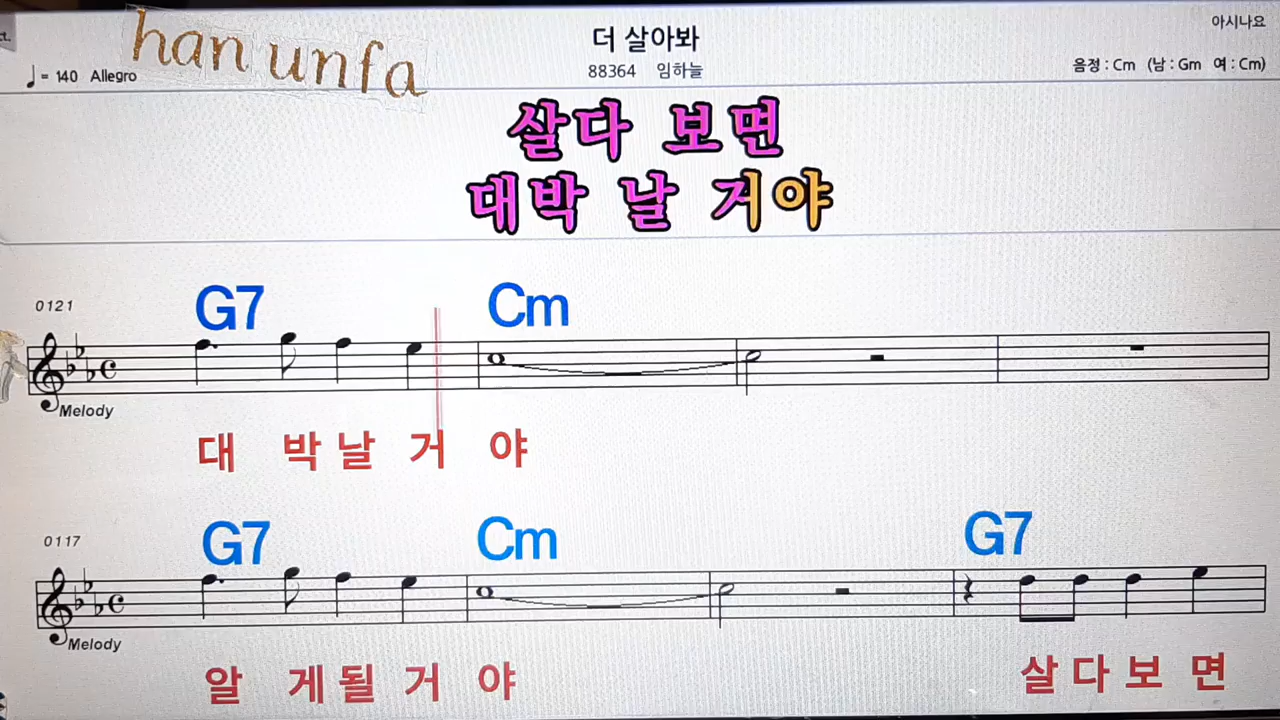 ct.
han unfa
더 살아봐
아시나요
♩= 140 Allegro
88364 임하늘
음정 : Cm (남 : Gm 여 : Cm)
살다 보면
대박 날 거야
0121
G7 Cm
Melody
대 박 날 거 야
0117
G7 Cm G7
Melody
알 게 될 거 야 살 다 보 면